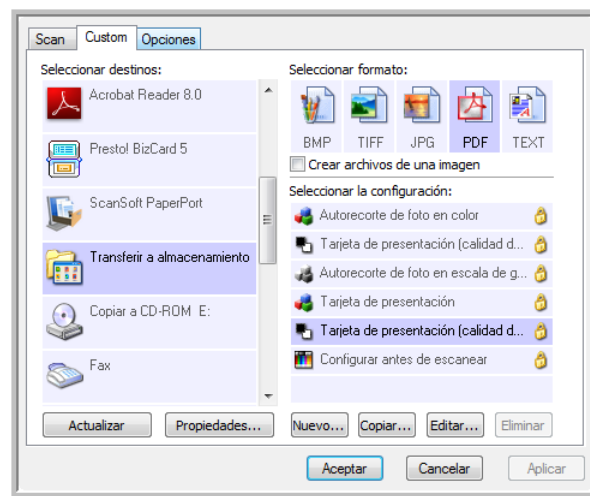 Scan Custom Opciones
Seleccionar destinos:
Acrobat Reader 8.0
Presto! BizCard 5
ScanSoft PaperPort
Transferir a almacenamiento
Copiar a CD-ROM E:
Fax
Actualizar Propiedades...
Seleccionar formato:
BMP TIFF JPG PDF TEXT
Crear archivos de una imagen
Seleccionar la configuración:
Autorecorte de foto en color
Tarjeta de presentación (calidad d...
Autorecorte de foto en escala de g...
Tarjeta de presentación
Tarjeta de presentación (calidad d...
Configurar antes de escanear
Nuevo... Copiar... Editar... Eliminar
Aceptar Cancelar Aplicar